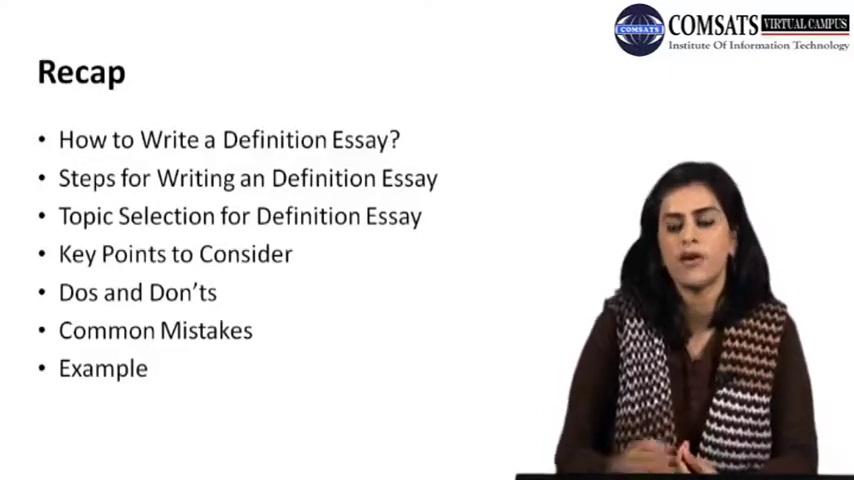 COMSATS VIRTUAL CAMPUS
Institute Of Information Technology
COMSATS
Recap
• How to Write a Definition Essay?
• Steps for Writing an Definition Essay
• Topic Selection for Definition Essay
• Key Points to Consider
• Dos and Don'ts
• Common Mistakes
• Example